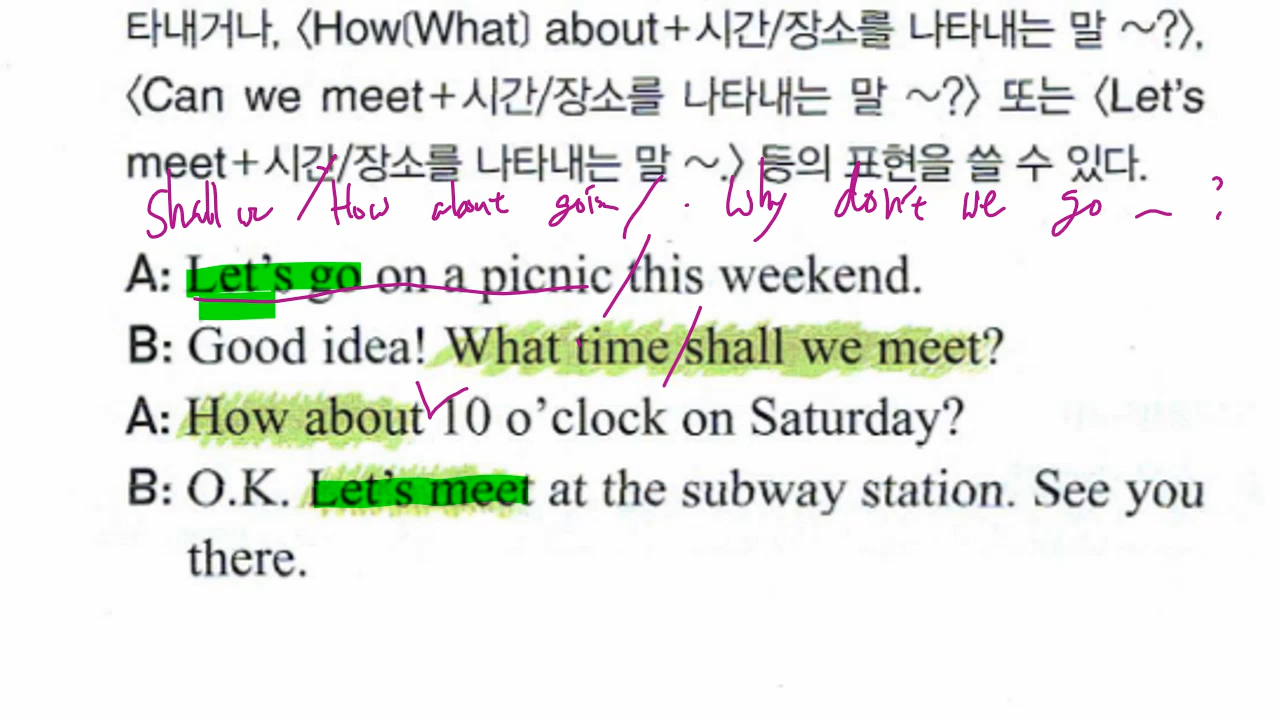 타내거나, 〈How(What) about+시간/장소를 나타내는 말 ~?〉,
〈Can we meet+시간/장소를 나타내는 말 ~?〉 또는 〈Let's
meet+시간/장소를 나타내는 말 ~.〉 등의 표현을 쓸 수 있다.
Shall we / How about goin / . Why don't we go ~ ?
A: Let's go on a picnic this weekend.
B: Good idea! What time shall we meet?
A: How about 10 o'clock on Saturday?
B: O.K. Let's meet at the subway station. See you
there.